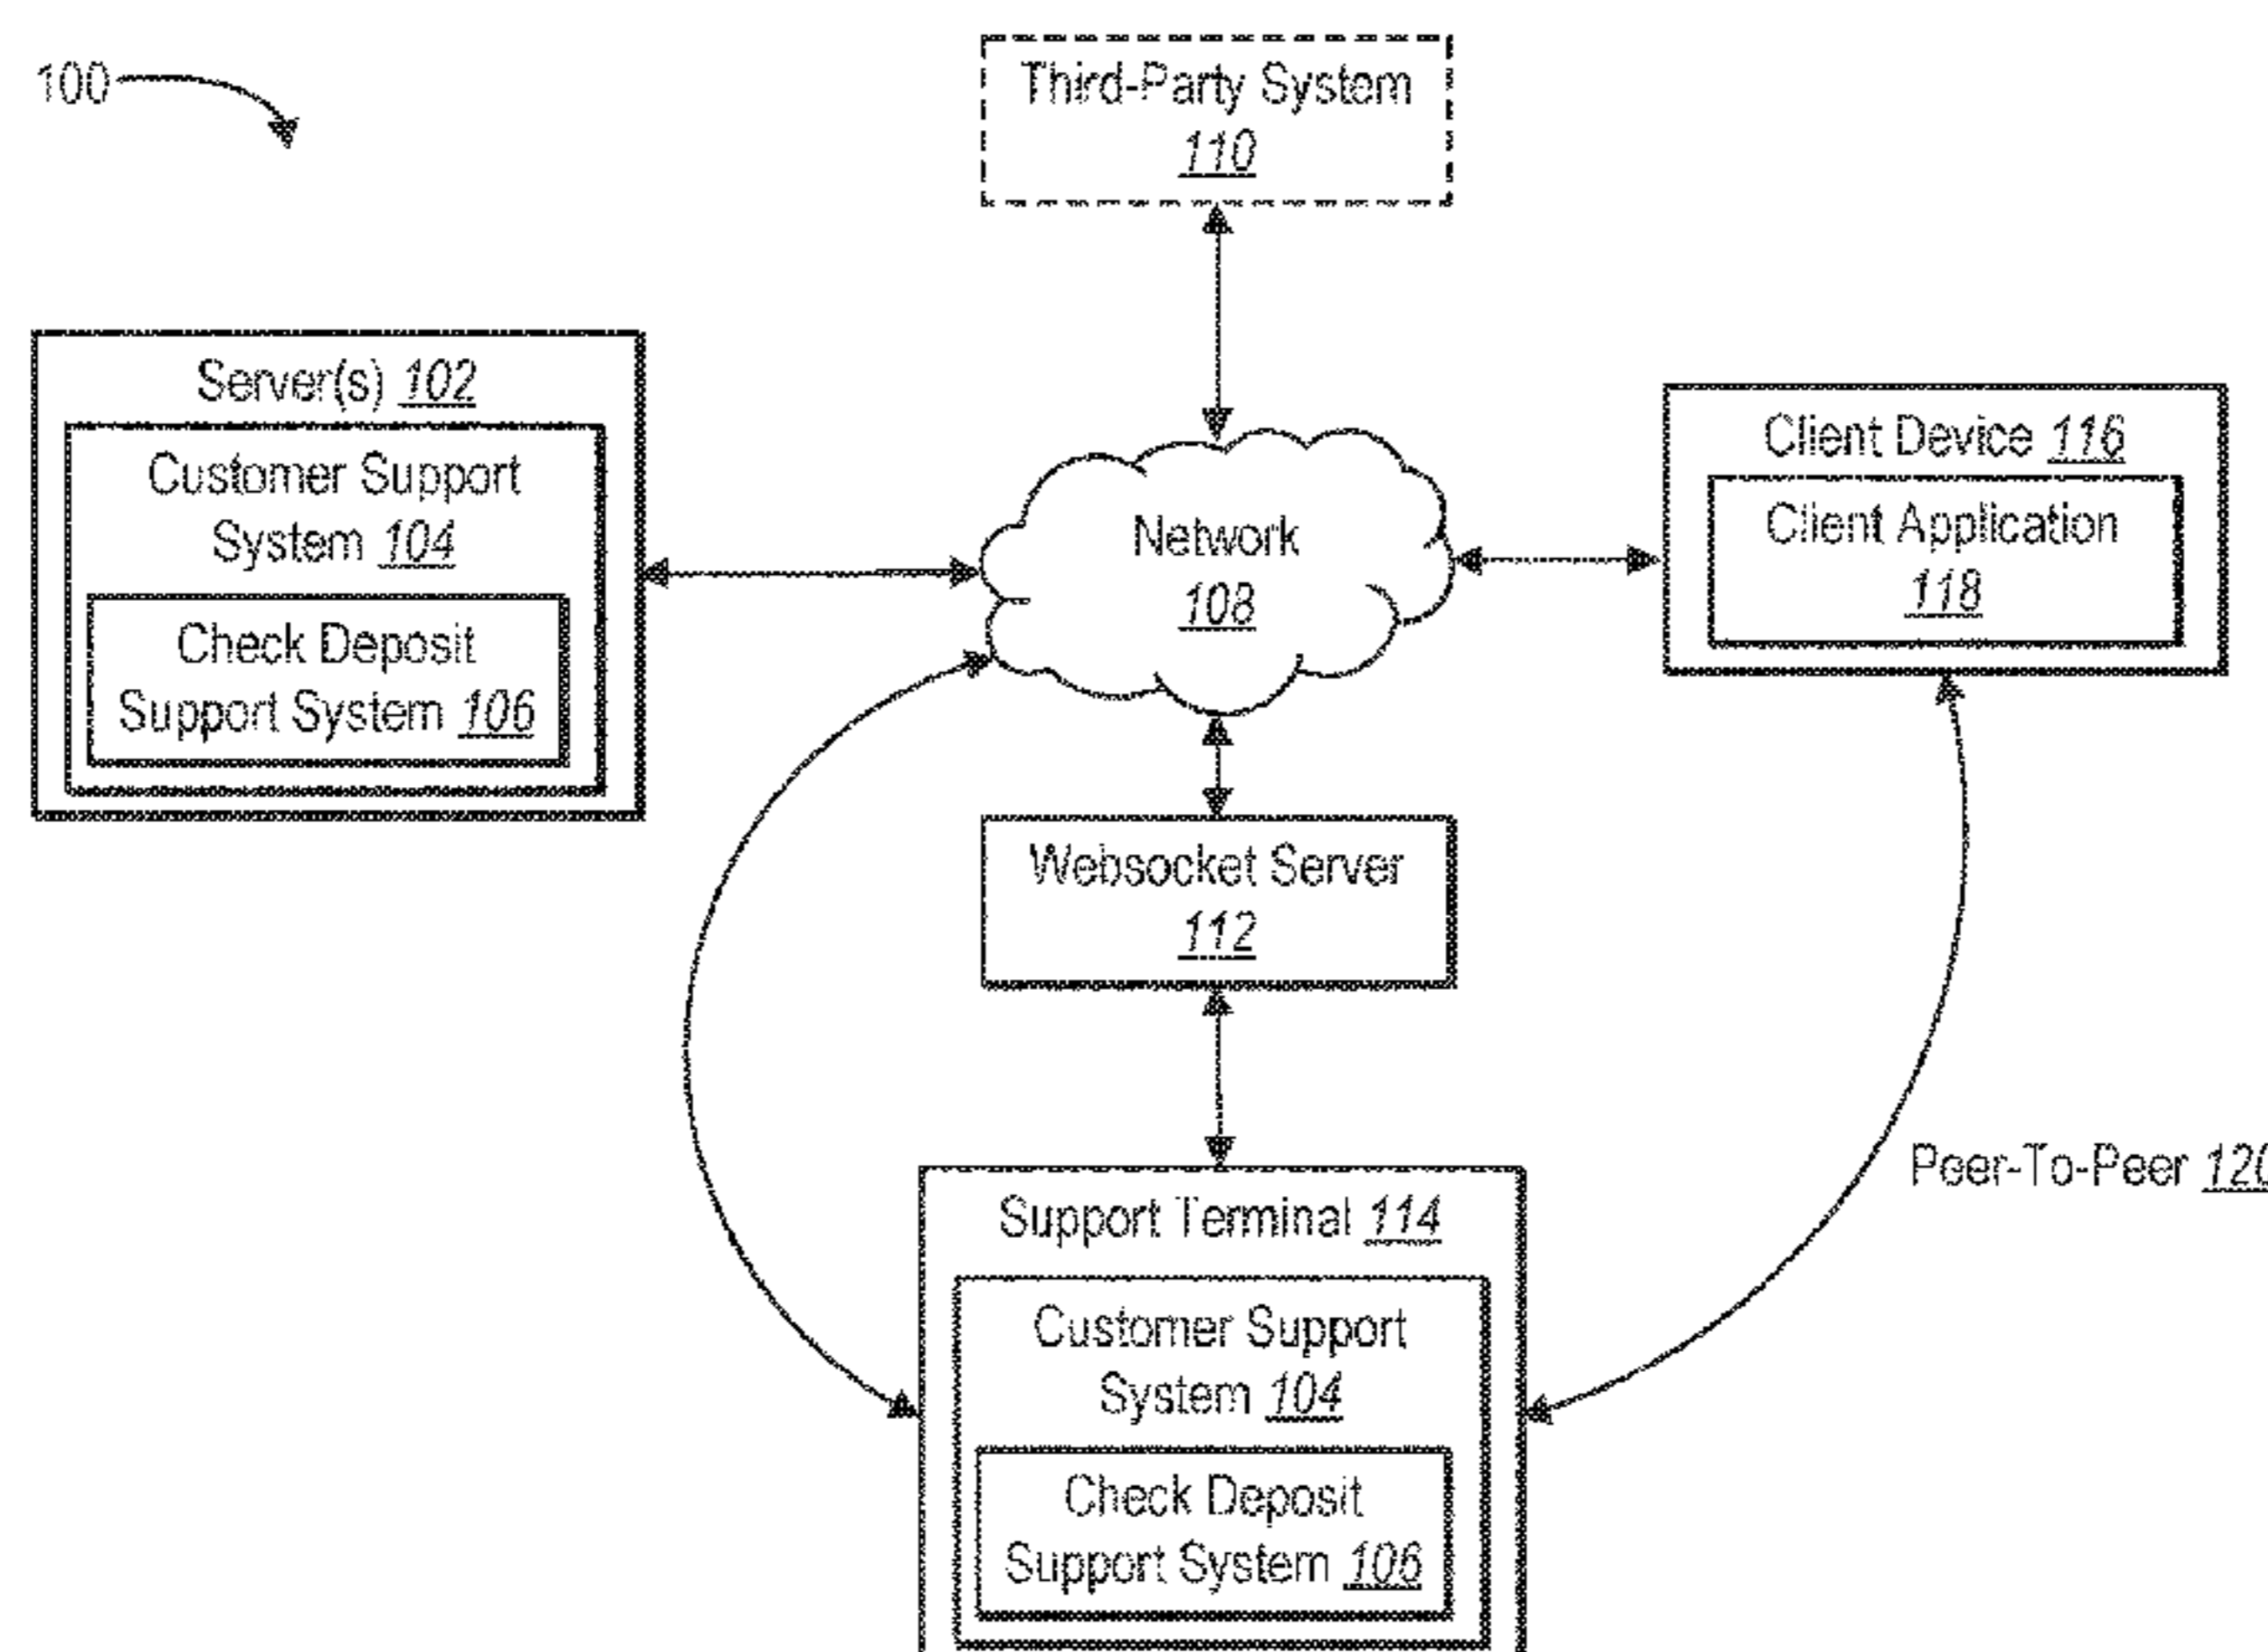 100
Third-Party System
110
Server(s) 102
Customer Support
System 104
Check Deposit
Support System 106
Network
108
Client Device 116
Client Application
118
Websocket Server
112
Peer-To-Peer 120
Support Terminal 114
Customer Support
System 104
Check Deposit
Support System 106